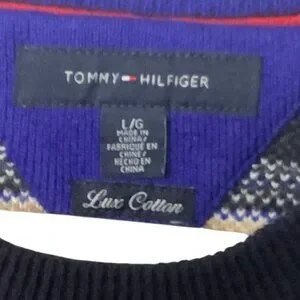 TOMMY HILFIGER
L/G
MADE IN
CHINA/
FABRIQUÉ EN
CHINE/
HECHO EN
CHINA
Lux Cotton